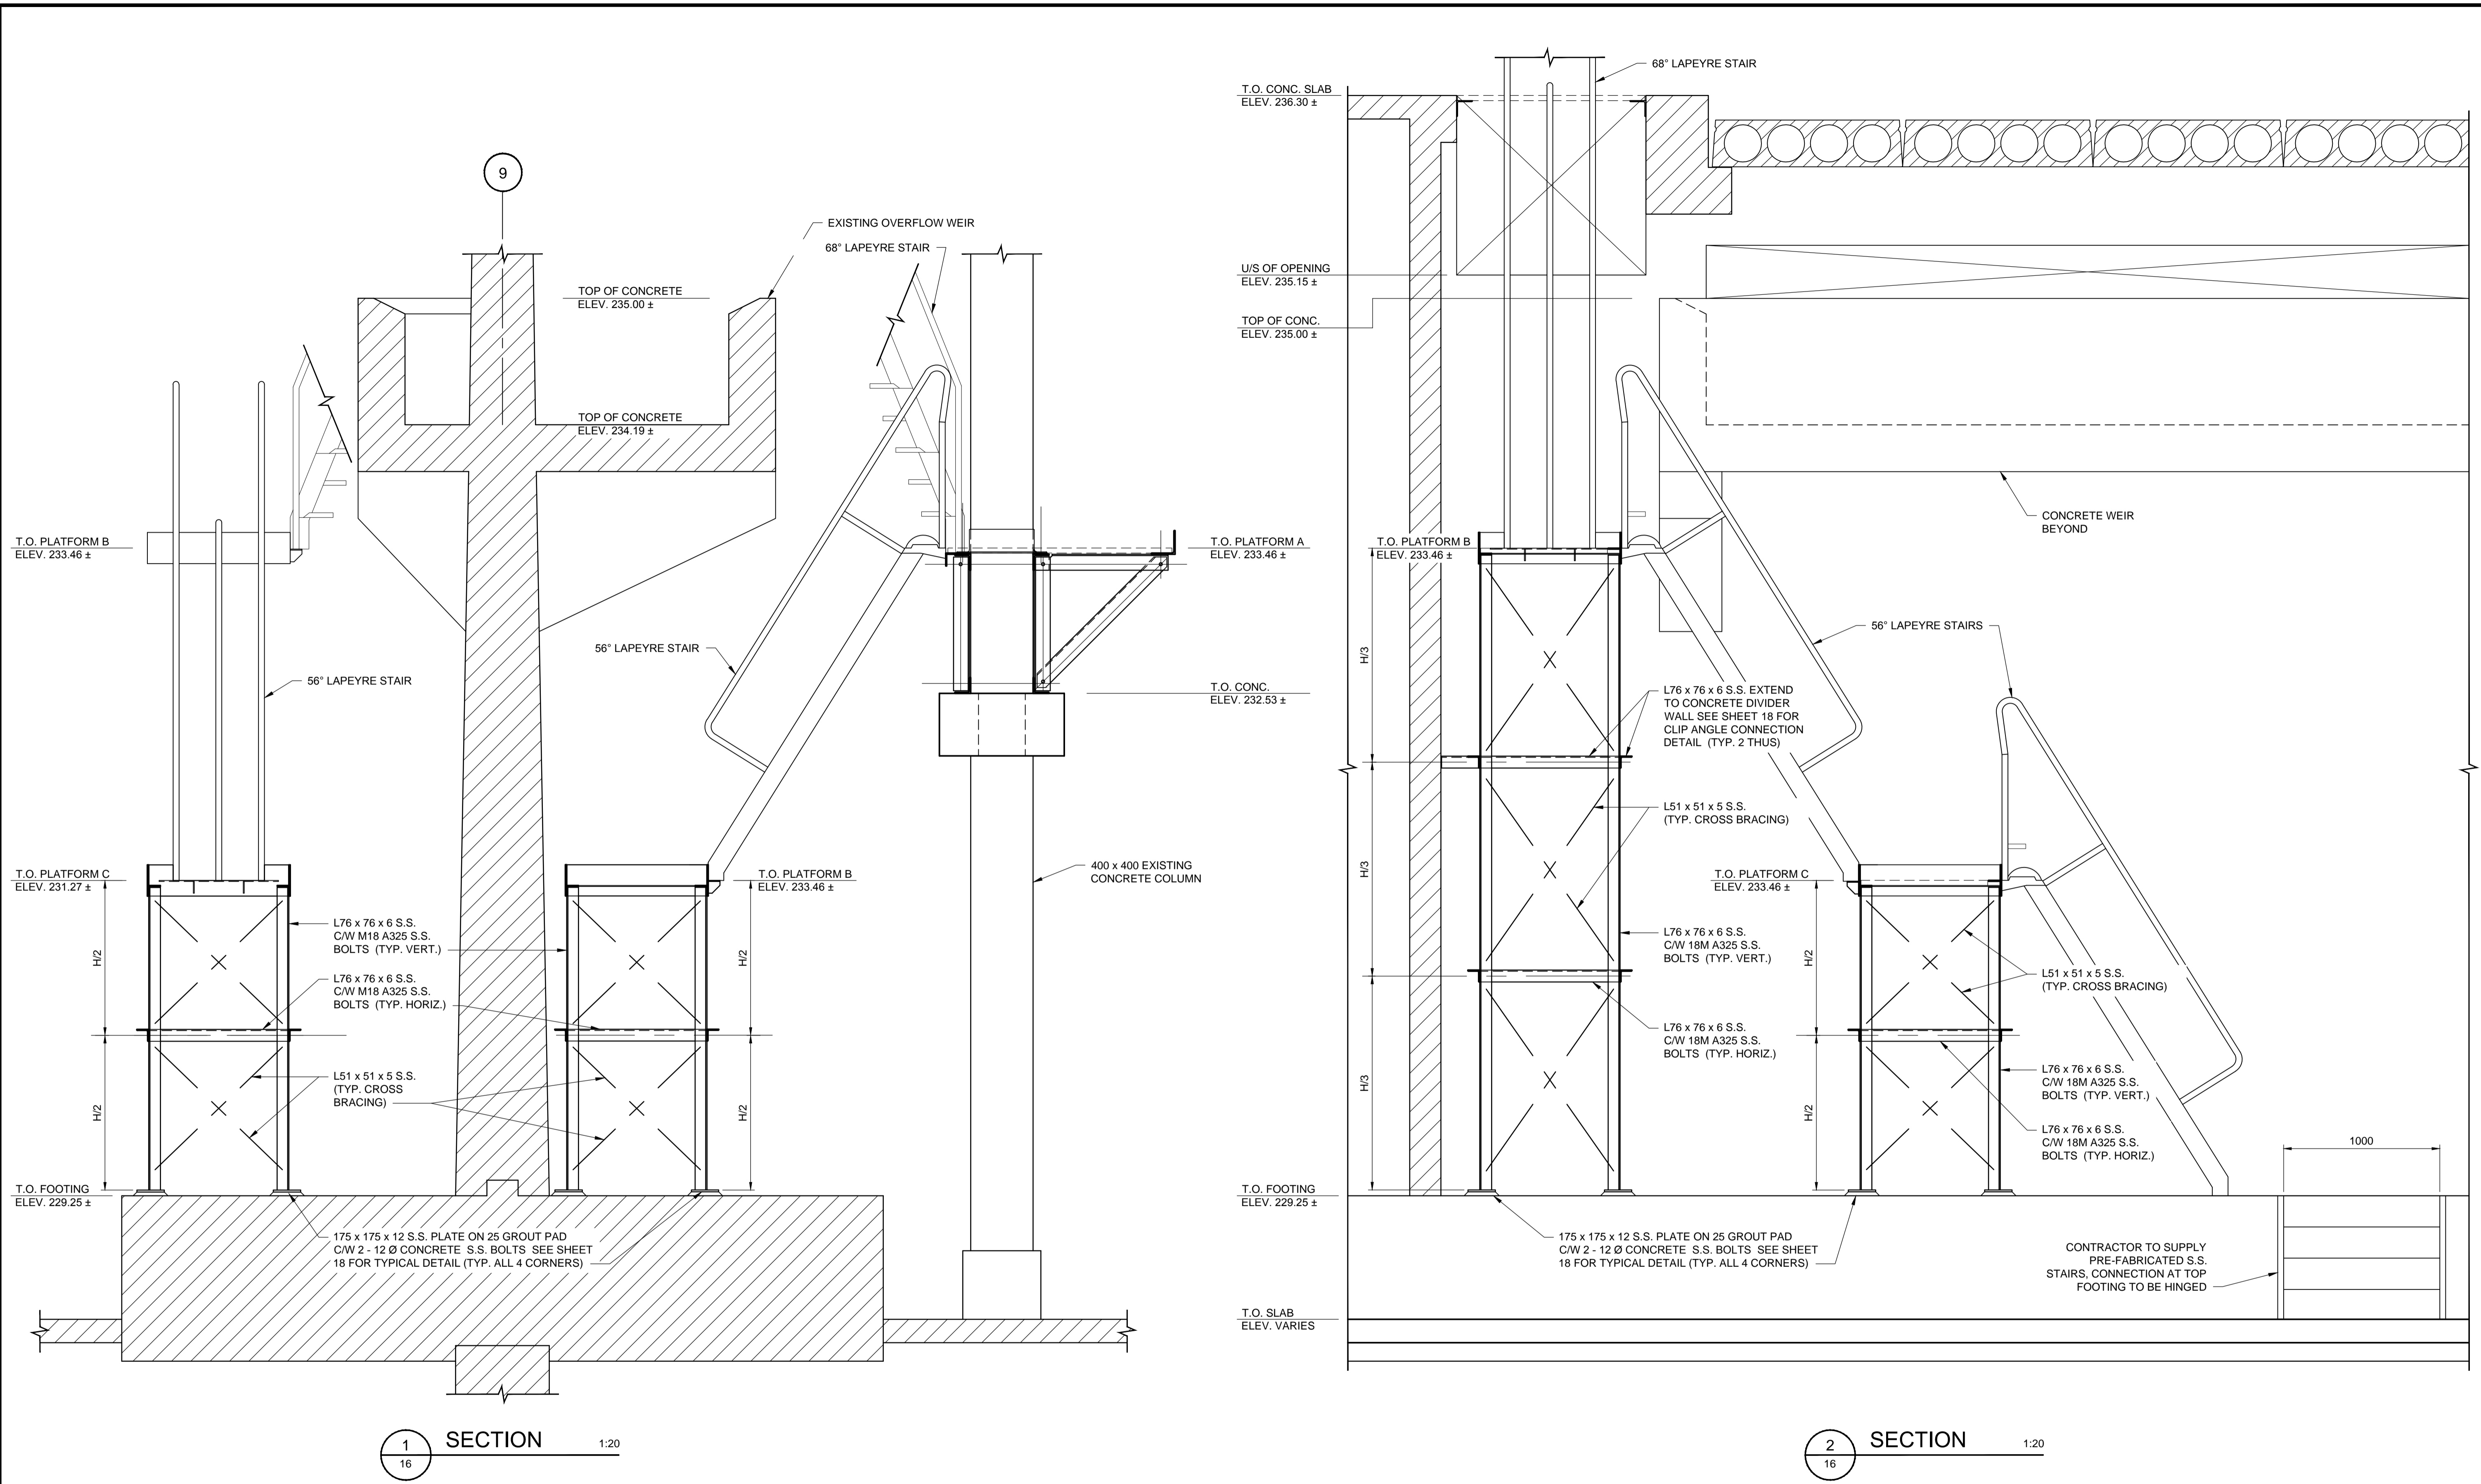 9
EXISTING OVERFLOW WEIR
68° LAPEYRE STAIR
TOP OF CONCRETE
ELEV. 235.00 ±
TOP OF CONCRETE
ELEV. 234.19 ±
T.O. PLATFORM B
ELEV. 233.46 ±
T.O. PLATFORM A
ELEV. 233.46 ±
56° LAPEYRE STAIR
56° LAPEYRE STAIR
T.O. CONC.
ELEV. 232.53 ±
T.O. PLATFORM C
ELEV. 231.27 ±
T.O. PLATFORM B
ELEV. 233.46 ±
400 x 400 EXISTING
CONCRETE COLUMN
L76 x 76 x 6 S.S.
C/W M18 A325 S.S.
BOLTS (TYP. VERT.)
H/2
H/2
L76 x 76 x 6 S.S.
C/W M18 A325 S.S.
BOLTS (TYP. HORIZ.)
L51 x 51 x 5 S.S.
(TYP. CROSS
BRACING)
H/2
H/2
T.O. FOOTING
ELEV. 229.25 ±
175 x 175 x 12 S.S. PLATE ON 25 GROUT PAD
C/W 2 - 12 Ø CONCRETE S.S. BOLTS SEE SHEET
18 FOR TYPICAL DETAIL (TYP. ALL 4 CORNERS)
1
16
SECTION
1:20
68° LAPEYRE STAIR
T.O. CONC. SLAB
ELEV. 236.30 ±
U/S OF OPENING
ELEV. 235.15 ±
TOP OF CONC.
ELEV. 235.00 ±
CONCRETE WEIR
BEYOND
T.O. PLATFORM B
ELEV. 233.46 ±
56° LAPEYRE STAIRS
H/3
L76 x 76 x 6 S.S. EXTEND
TO CONCRETE DIVIDER
WALL SEE SHEET 18 FOR
CLIP ANGLE CONNECTION
DETAIL (TYP. 2 THUS)
L51 x 51 x 5 S.S.
(TYP. CROSS BRACING)
H/3
T.O. PLATFORM C
ELEV. 233.46 ±
L76 x 76 x 6 S.S.
C/W 18M A325 S.S.
BOLTS (TYP. VERT.)
H/2
L51 x 51 x 5 S.S.
(TYP. CROSS BRACING)
L76 x 76 x 6 S.S.
C/W 18M A325 S.S.
BOLTS (TYP. HORIZ.)
H/3
H/2
L76 x 76 x 6 S.S.
C/W 18M A325 S.S.
BOLTS (TYP. VERT.)
L76 x 76 x 6 S.S.
C/W 18M A325 S.S.
BOLTS (TYP. HORIZ.)
1000
T.O. FOOTING
ELEV. 229.25 ±
175 x 175 x 12 S.S. PLATE ON 25 GROUT PAD
C/W 2 - 12 Ø CONCRETE S.S. BOLTS SEE SHEET
18 FOR TYPICAL DETAIL (TYP. ALL 4 CORNERS)
CONTRACTOR TO SUPPLY
PRE-FABRICATED S.S.
STAIRS, CONNECTION AT TOP
FOOTING TO BE HINGED
T.O. SLAB
ELEV. VARIES
2
16
SECTION
1:20